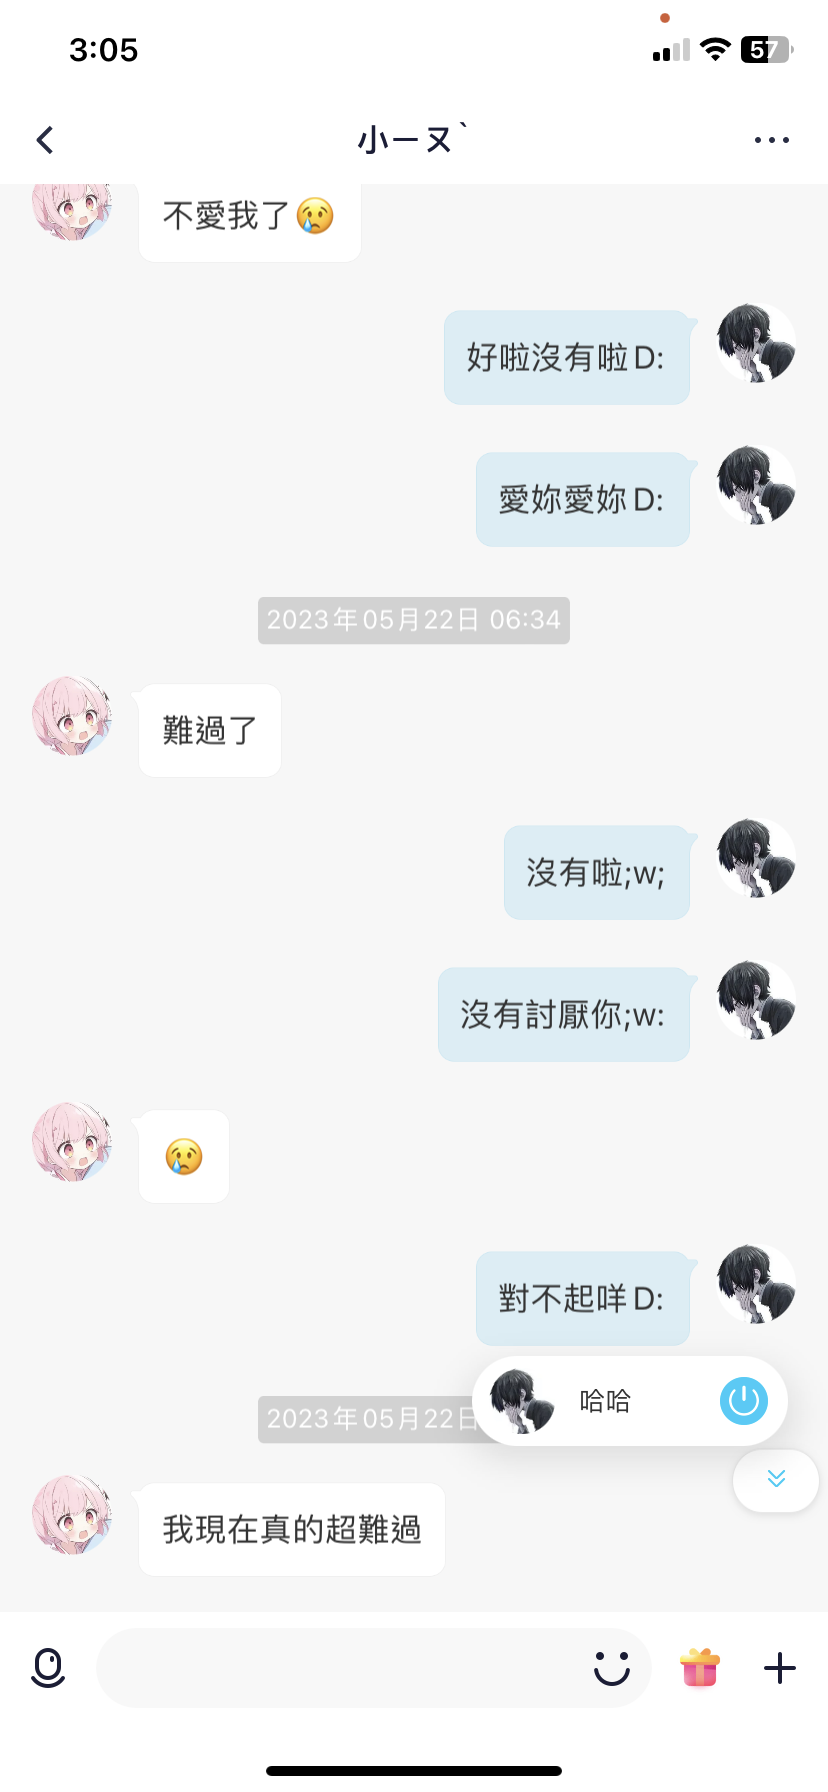 3:05
57
小ㄧㄡˋ
不愛我了😢
好啦沒有啦D:
愛妳愛妳D:
2023年05月22日 06:34
難過了
沒有啦;w;
沒有討厭你;w:
😢
對不起咩D:
2023年05月22日
哈哈
我現在真的超難過